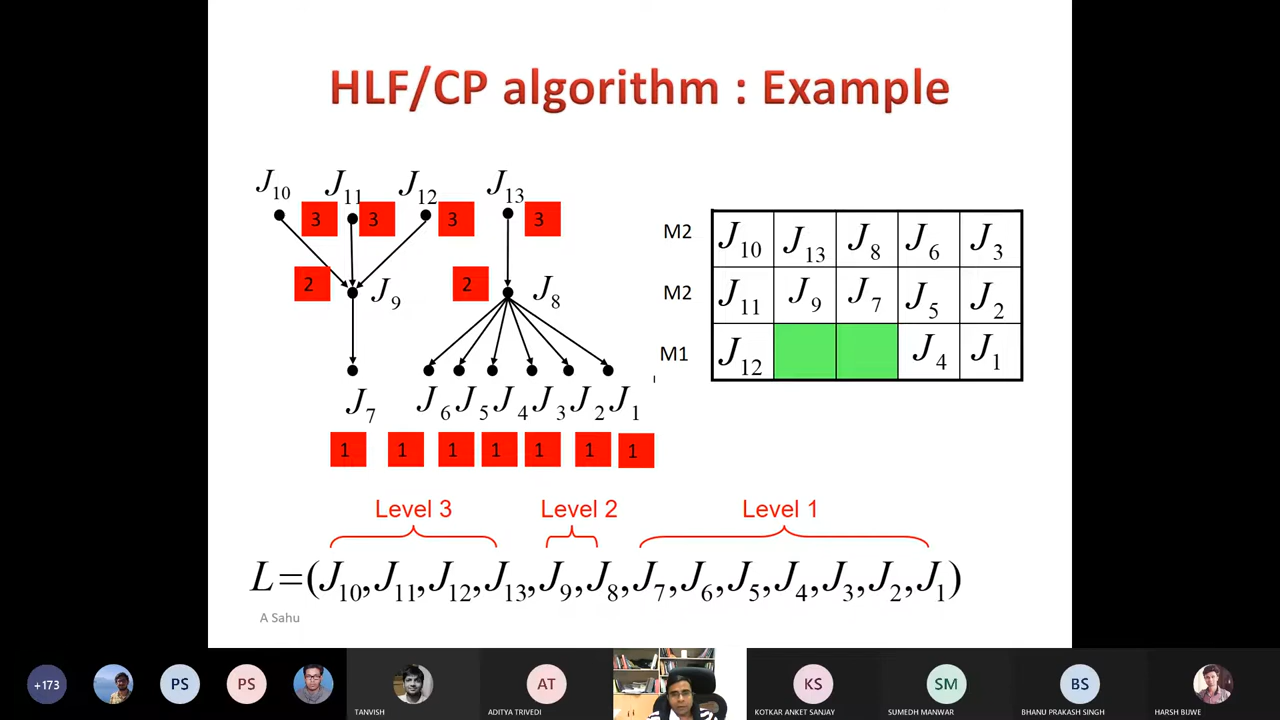 HLF/CP algorithm : Example
J10 J11 J12 J13
3 3 3 3
2 J9 2 J8
J7 J6 J5 J4 J3 J2 J1
1 1 1 1 1 1 1
M2 J10 J13 J8 J6 J3
M2 J11 J9 J7 J5 J2
M1 J12 J4 J1
Level 3 Level 2 Level 1
L=(J10,J11,J12,J13,J9,J8,J7,J6,J5,J4,J3,J2,J1)
A Sahu
+173 PS PS AT KS SM BS
TANVISH ADITYA TRIVEDI KOTKAR ANKET SANJAY SUMEDH MANWAR BHANU PRAKASH SINGH HARSH BUWE